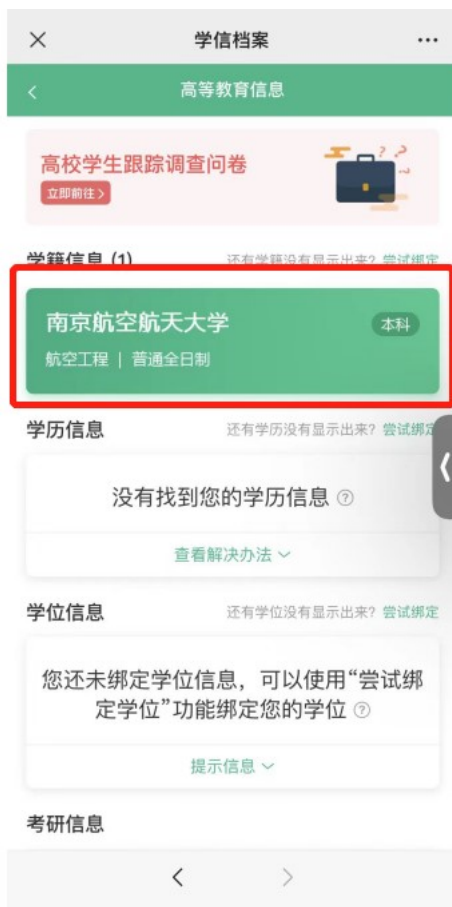 学信档案
高等教育信息
高校学生跟踪调查问卷
立即前往>
学籍信息 (1) 还有学籍没有显示出来? 尝试绑定
南京航空航天大学 本科
航空工程 | 普通全日制
学历信息 还有学历没有显示出来? 尝试绑定
没有找到您的学历信息 ?
查看解决办法
学位信息 还有学位没有显示出来? 尝试绑定
您还未绑定学位信息，可以使用“尝试绑
定学位”功能绑定您的学位 ?
提示信息
考研信息